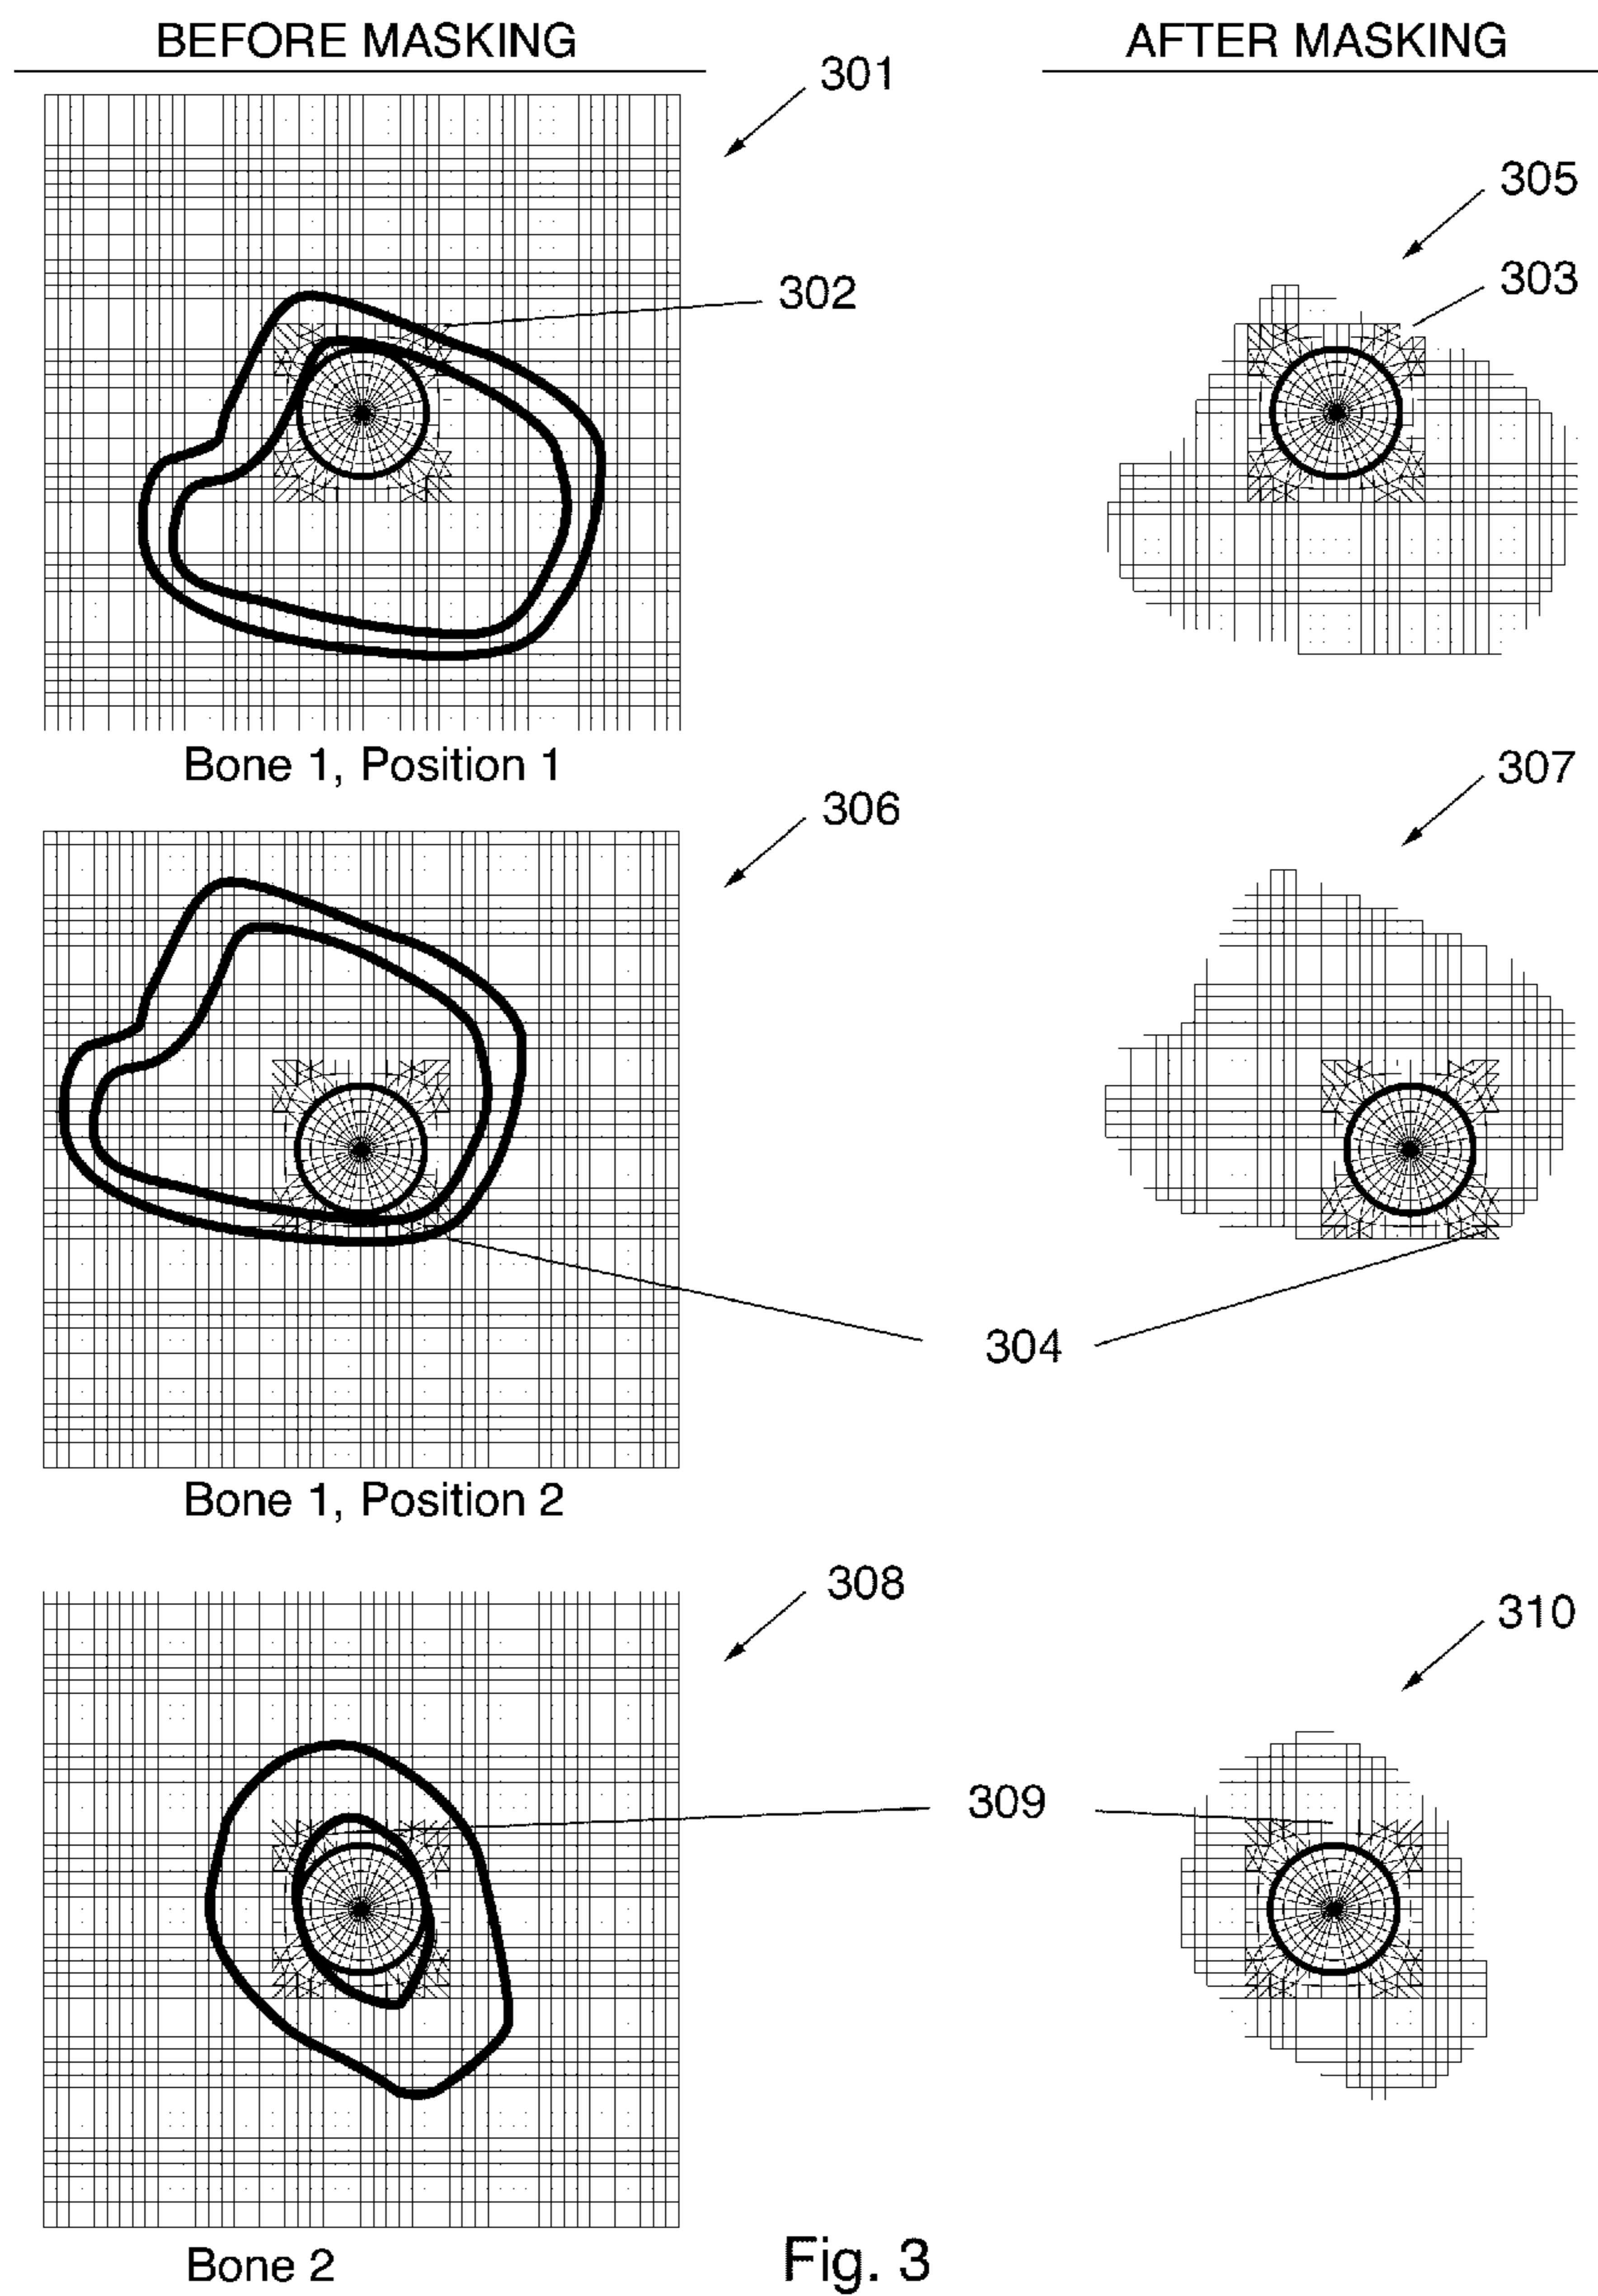 BEFORE MASKING
AFTER MASKING
301
305
303
302
Bone 1, Position 1
307
306
304
Bone 1, Position 2
308
310
309
Bone 2
Fig. 3